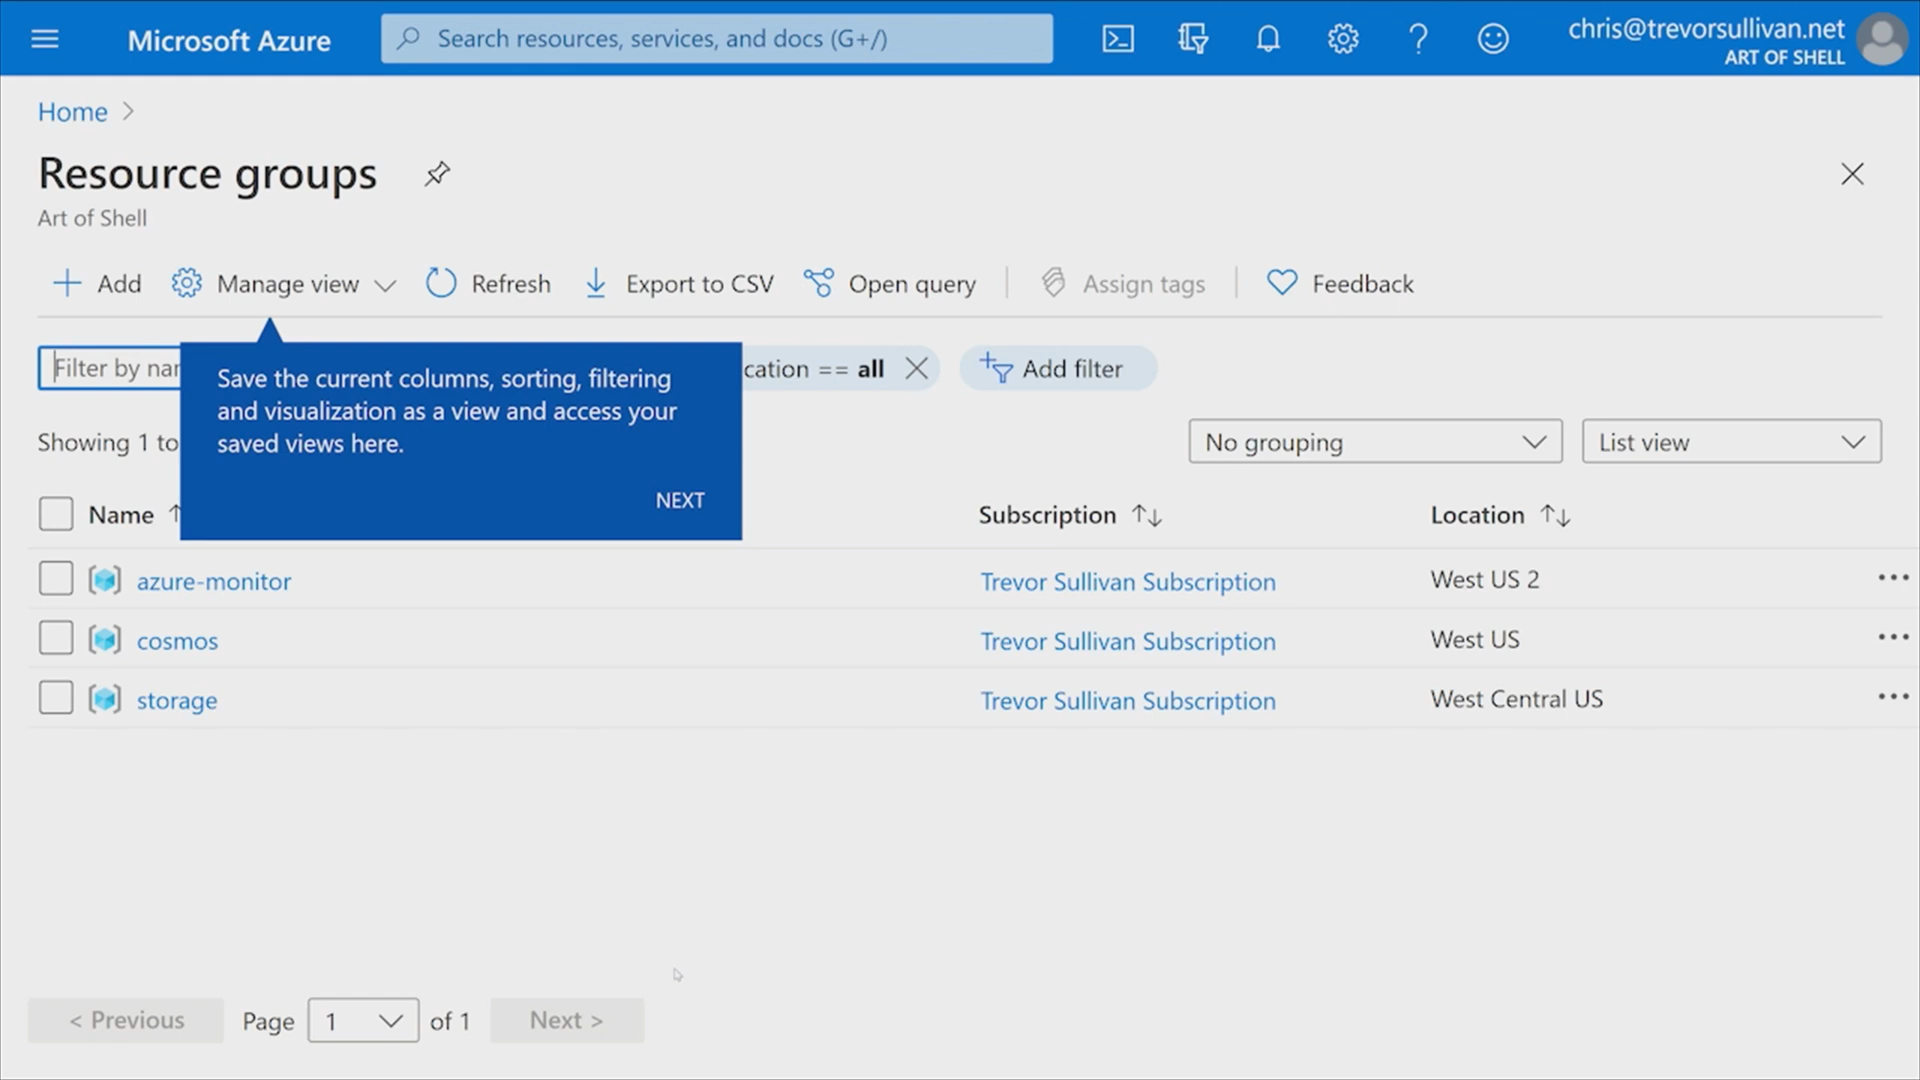 Microsoft Azure
Search resources, services, and docs (G+/)
chris@trevorsullivan.net
ART OF SHELL
Home
Resource groups
Art of Shell
Add
Manage view
Refresh
Export to CSV
Open query
Assign tags
Feedback
Filter by
== all
Add filter
Save the current columns, sorting, filtering
and visualization as a view and access your
saved views here.
NEXT
Showing 1 to
No grouping
List view
Name
Subscription
Location
azure-monitor
Trevor Sullivan Subscription
West US 2
cosmos
Trevor Sullivan Subscription
West US
storage
Trevor Sullivan Subscription
West Central US
< Previous
Page
1
of 1
Next >